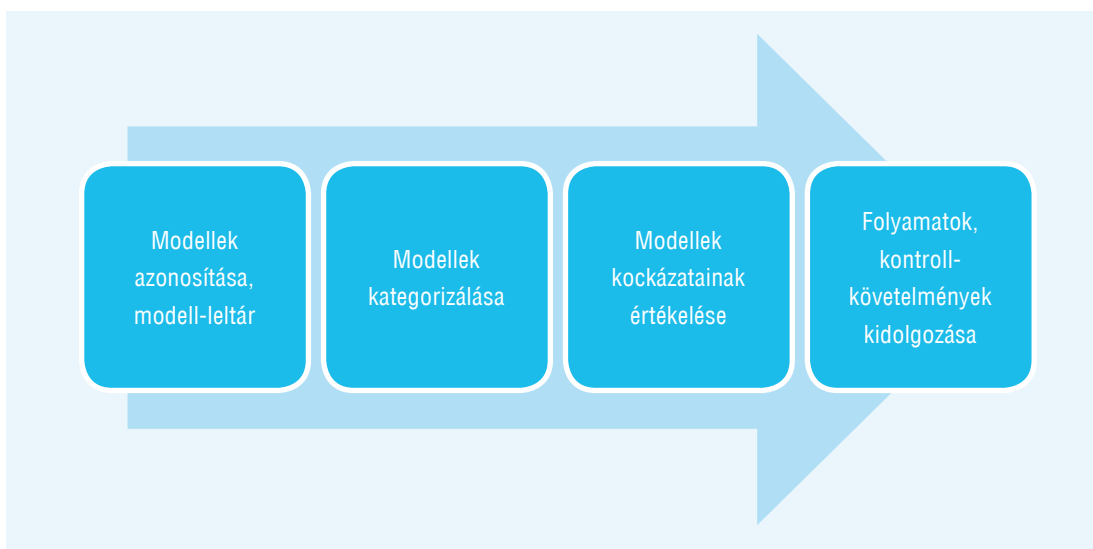 Modellek
azonosítása,
modell-leltár
Modellek
kategorizálása
Modellek
kockázatainak
értékelése
Folyamatok,
kontroll-
követelmények
kidolgozása